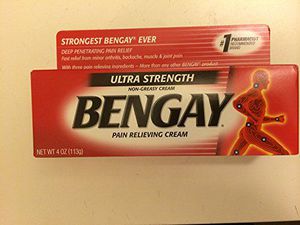 STRONGEST BENGAY® EVER
DEEP PENETRATING PAIN RELIEF
Fast relief from minor arthritis, backache, muscle & joint pain
With three pain relieving ingredients – More than any other BENGAY® product
#1 PHARMACIST
RECOMMENDED
BRAND
ULTRA STRENGTH
NON-GREASY CREAM
BENGAY®
PAIN RELIEVING CREAM
NET WT 4 OZ (113g)